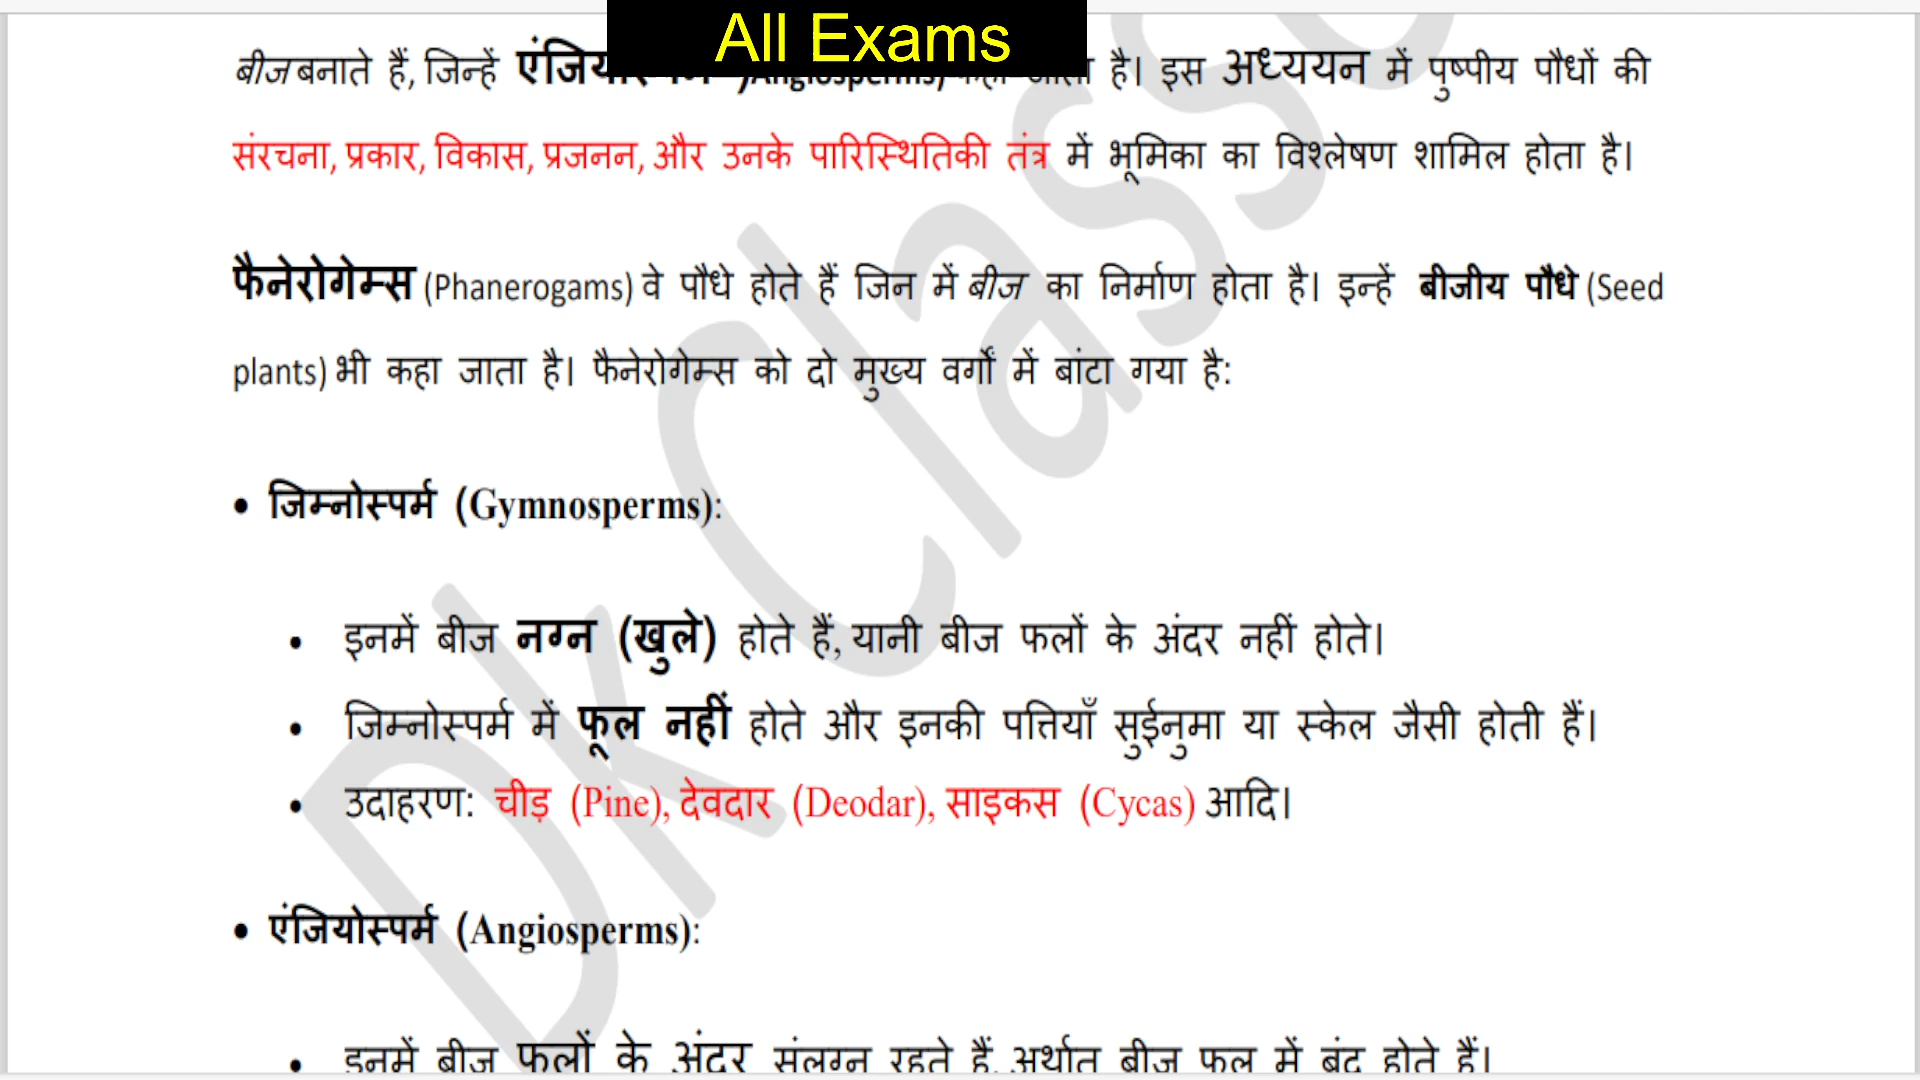 All Exams
बीज बनाते हैं, जिन्हें है। इस अध्ययन में पुष्पीय पौधों की
संरचना, प्रकार, विकास, प्रजनन, और उनके पारिस्थितिकी तंत्र में भूमिका का विश्लेषण शामिल होता है।
फैनेरोगेम्स (Phanerogams) वे पौधे होते हैं जिन में बीज का निर्माण होता है। इन्हें बीजीय पौधे (Seed
plants) भी कहा जाता है। फैनेरोगेम्स को दो मुख्य वर्गों में बांटा गया है:
• जिम्नोस्पर्म (Gymnosperms):
• इनमें बीज नग्न (खुले) होते हैं, यानी बीज फलों के अंदर नहीं होते।
• जिम्नोस्पर्म में फूल नहीं होते और इनकी पत्तियाँ सुईनुमा या स्केल जैसी होती हैं।
• उदाहरण: चीड़ (Pine), देवदार (Deodar), साइकस (Cycas) आदि।
• एंजियोस्पर्म (Angiosperms):
• इनमें बीज फलों के अंदर संलग्न रहते हैं, अर्थात बीज फल में बंद होते हैं।
Dk Classe